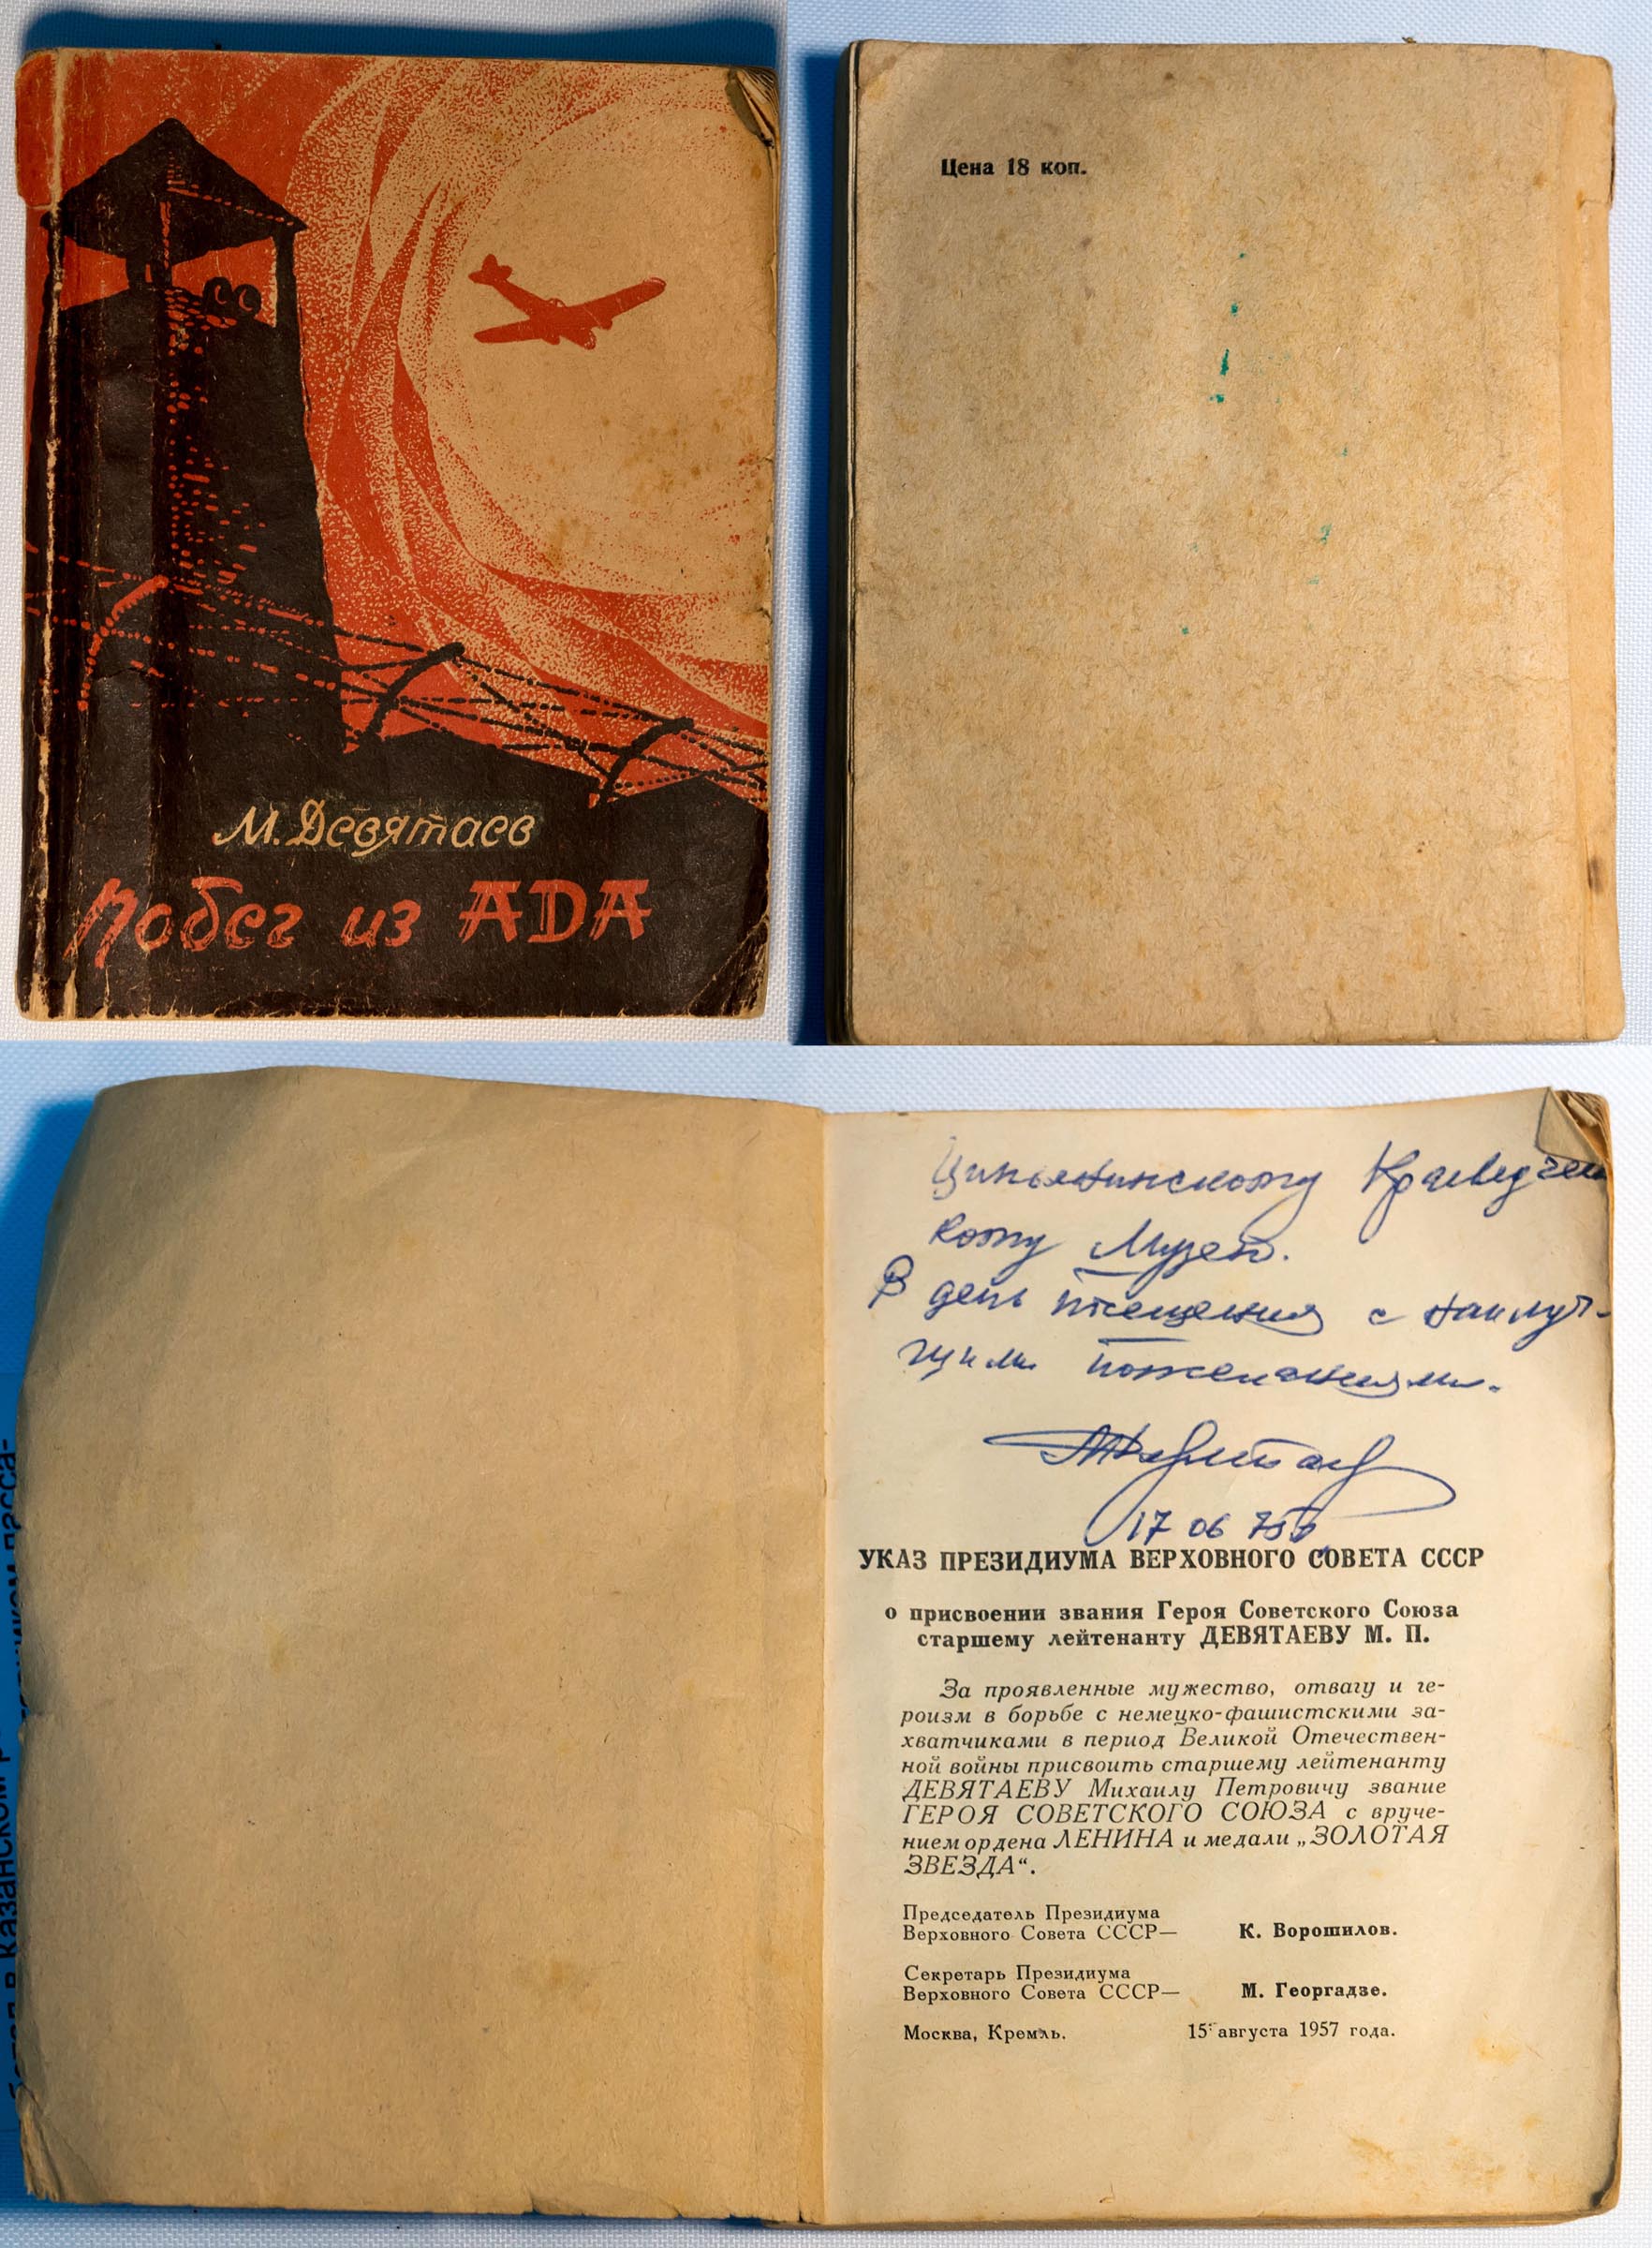 М. Девятаев
Побег из АДА
Цена 18 коп.
Краеведчес
кому Музею.
В день посещения с наилуч-
шими пожеланиями.
МДевятаев
17 06 75г
УКАЗ ПРЕЗИДИУМА ВЕРХОВНОГО СОВЕТА СССР
о присвоении звания Героя Советского Союза
старшему лейтенанту ДЕВЯТАЕВУ М. П.
За проявленные мужество, отвагу и ге-
роизм в борьбе с немецко-фашистскими за-
хватчиками в период Великой Отечествен-
ной войны присвоить старшему лейтенанту
ДЕВЯТАЕВУ Михаилу Петровичу звание
ГЕРОЯ СОВЕТСКОГО СОЮЗА с вруче-
нием ордена ЛЕНИНА и медали „ЗОЛОТАЯ
ЗВЕЗДА“.
Председатель Президиума
Верховного Совета СССР— К. Ворошилов.
Секретарь Президиума
Верховного Совета СССР— М. Георгадзе.
Москва, Кремль. 15 августа 1957 года.